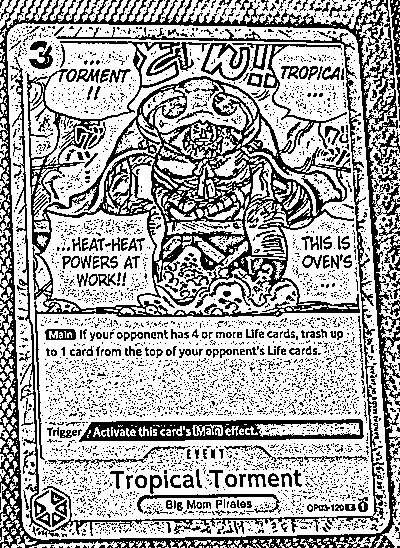 3
...
TORMENT
!!
TROPICAL
...
...HEAT-HEAT
POWERS AT
WORK!!
THIS IS
OVEN'S
...
Main If your opponent has 4 or more Life cards, trash up
to 1 card from the top of your opponent's Life cards.
Trigger Activate this card's [Main] effect.
EVENT
Tropical Torment
Big Mom Pirates
OP03-120 R 1